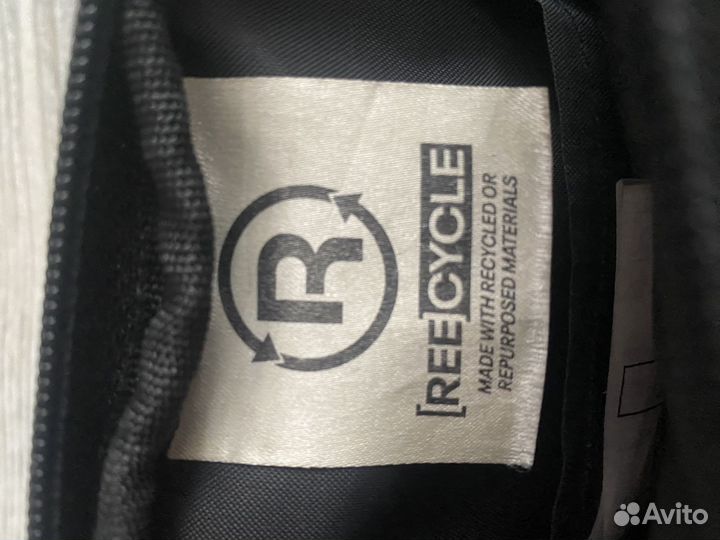 R
[REE]CYCLE
MADE WITH RECYCLED OR
REPURPOSED MATERIALS
Avito